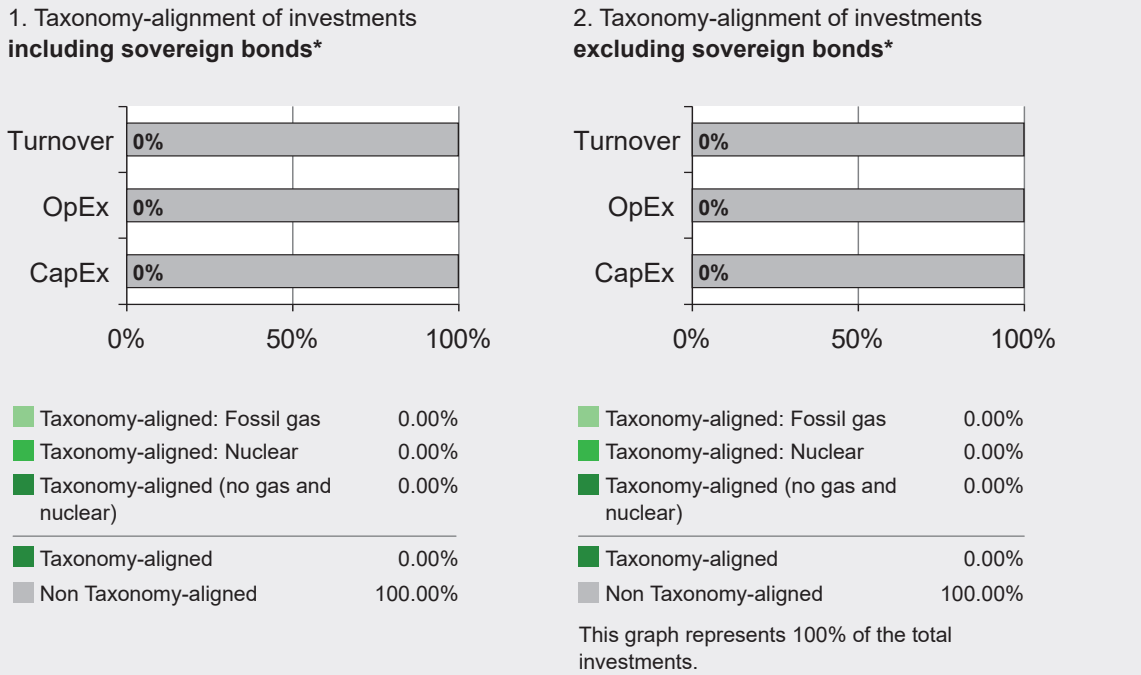 1. Taxonomy-alignment of investments
including sovereign bonds*
Turnover 0%
OpEx 0%
CapEx 0%
0% 50% 100%
Taxonomy-aligned: Fossil gas 0.00%
Taxonomy-aligned: Nuclear 0.00%
Taxonomy-aligned (no gas and 0.00%
nuclear)
Taxonomy-aligned 0.00%
Non Taxonomy-aligned 100.00%
2. Taxonomy-alignment of investments
excluding sovereign bonds*
Turnover 0%
OpEx 0%
CapEx 0%
0% 50% 100%
Taxonomy-aligned: Fossil gas 0.00%
Taxonomy-aligned: Nuclear 0.00%
Taxonomy-aligned (no gas and 0.00%
nuclear)
Taxonomy-aligned 0.00%
Non Taxonomy-aligned 100.00%
This graph represents 100% of the total
investments.